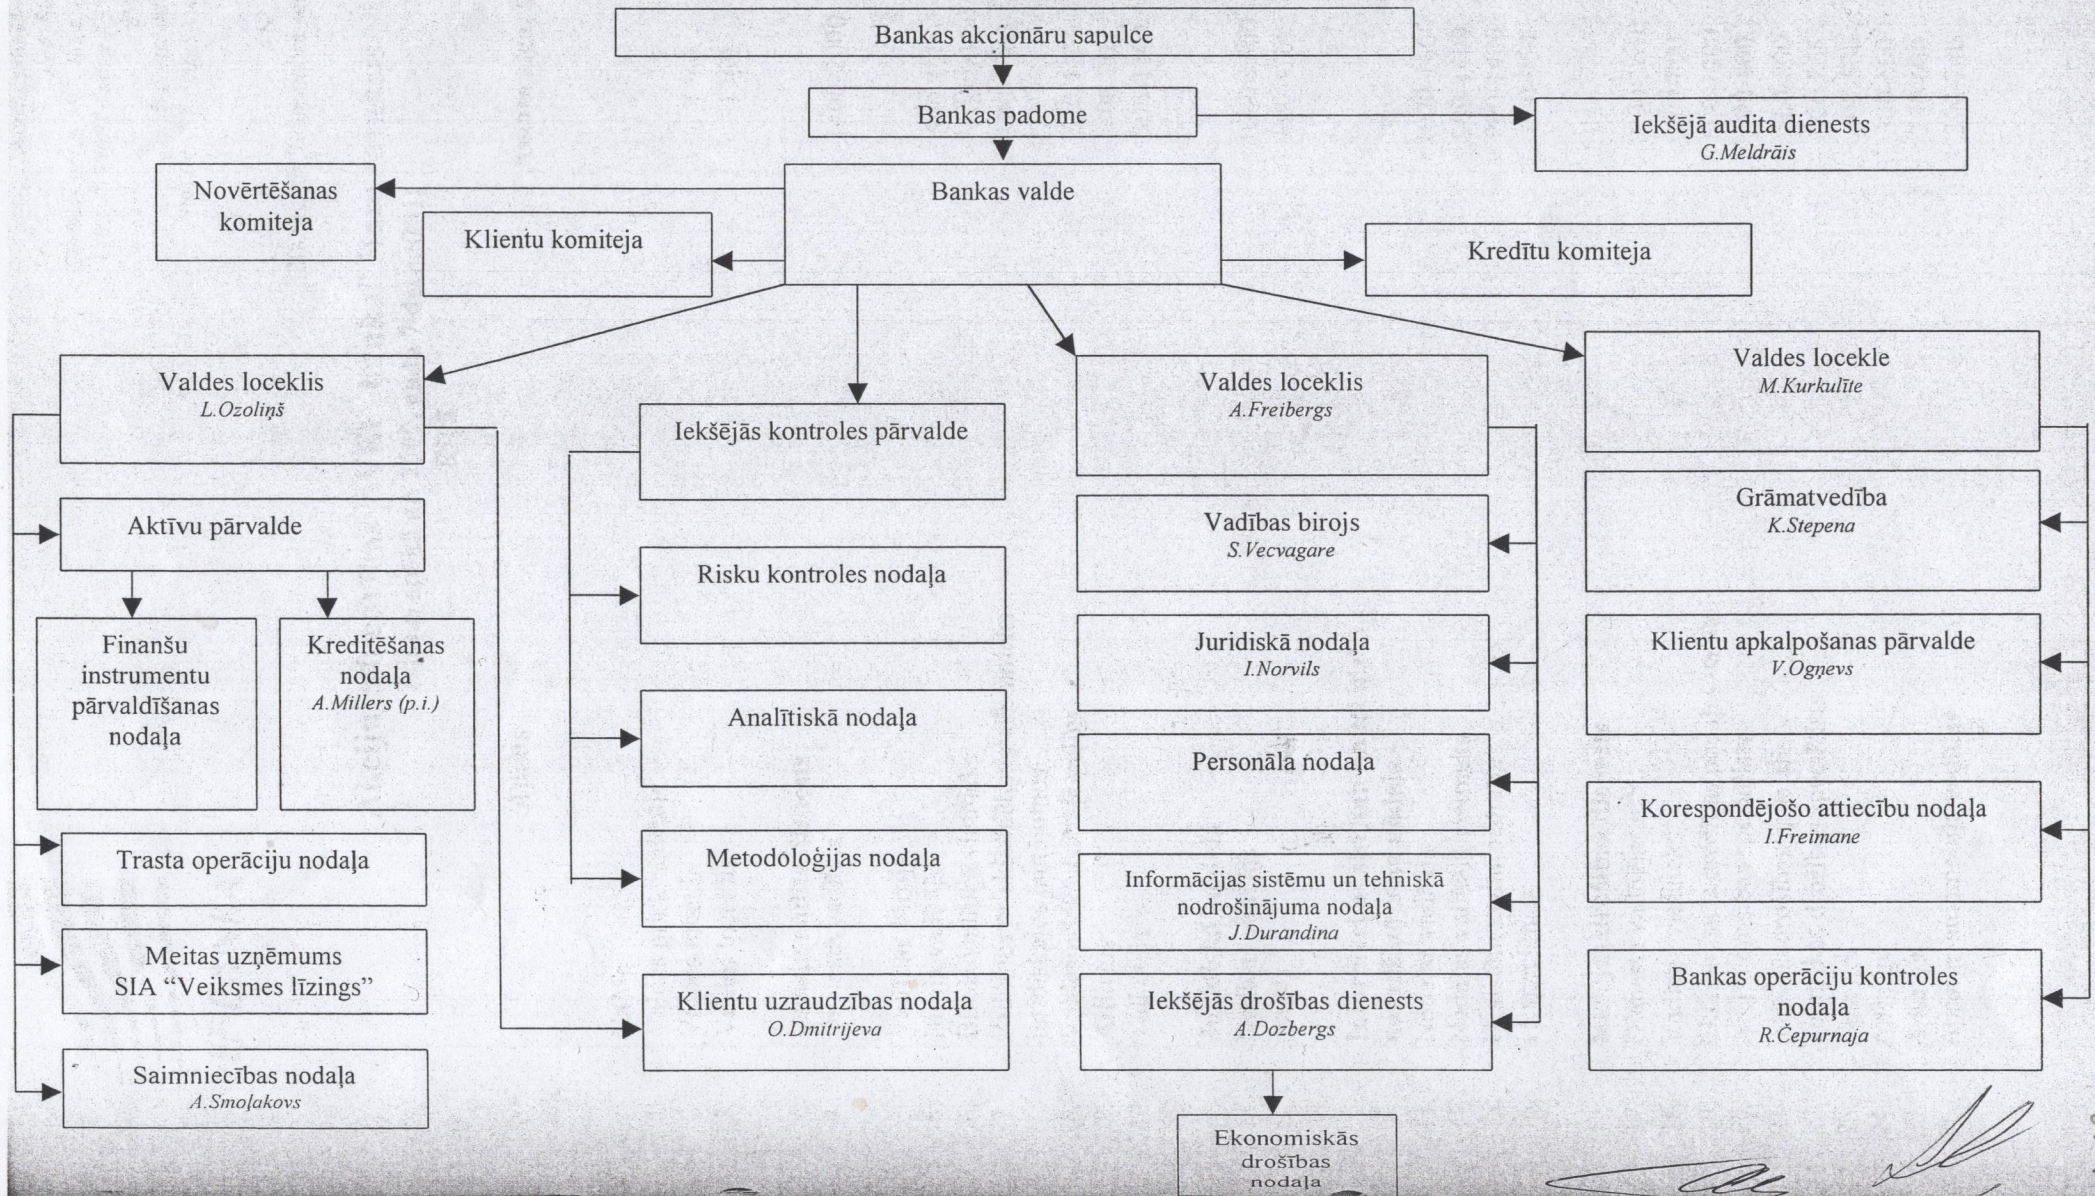 Bankas akcionāru sapulce
Bankas padome
Iekšējā audita dienests
G.Meldrājs
Bankas valde
Novērtēšanas
komiteja
Klientu komiteja
Kredītu komiteja
Valdes loceklis
L.Ozoliņš
Aktīvu pārvalde
Finanšu
instrumentu
pārvaldīšanas
nodaļa
Kreditēšanas
nodaļa
A.Millers (p.i.)
Trasta operāciju nodaļa
Meitas uzņēmums
SIA “Veiksmes līzings”
Saimniecības nodaļa
A.Smoļakovs
Iekšējās kontroles pārvalde
Risku kontroles nodaļa
Analītiskā nodaļa
Metodoloģijas nodaļa
Klientu uzraudzības nodaļa
O.Dmitrijeva
Valdes loceklis
A.Freibergs
Vadības birojs
S.Vecvagare
Juridiskā nodaļa
I.Norvils
Personāla nodaļa
Informācijas sistēmu un tehniskā
nodrošinājuma nodaļa
J.Durandina
Iekšējās drošības dienests
A.Dozbergs
Ekonomiskās
drošības
nodaļa
Valdes locekle
M.Kurkulīte
Grāmatvedība
K.Stepena
Klientu apkalpošanas pārvalde
V.Ogņevs
Korespondējošo attiecību nodaļa
I.Freimane
Bankas operāciju kontroles
nodaļa
R.Čepurnaja